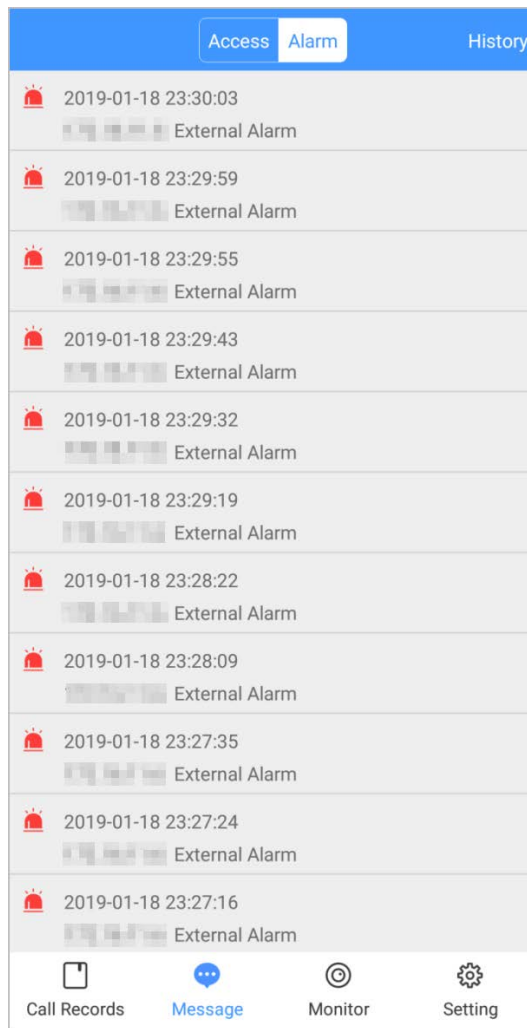 Access Alarm History
2019-01-18 23:30:03
External Alarm
2019-01-18 23:29:59
External Alarm
2019-01-18 23:29:55
External Alarm
2019-01-18 23:29:43
External Alarm
2019-01-18 23:29:32
External Alarm
2019-01-18 23:29:19
External Alarm
2019-01-18 23:28:22
External Alarm
2019-01-18 23:28:09
External Alarm
2019-01-18 23:27:35
External Alarm
2019-01-18 23:27:24
External Alarm
2019-01-18 23:27:16
External Alarm
Call Records Message Monitor Setting